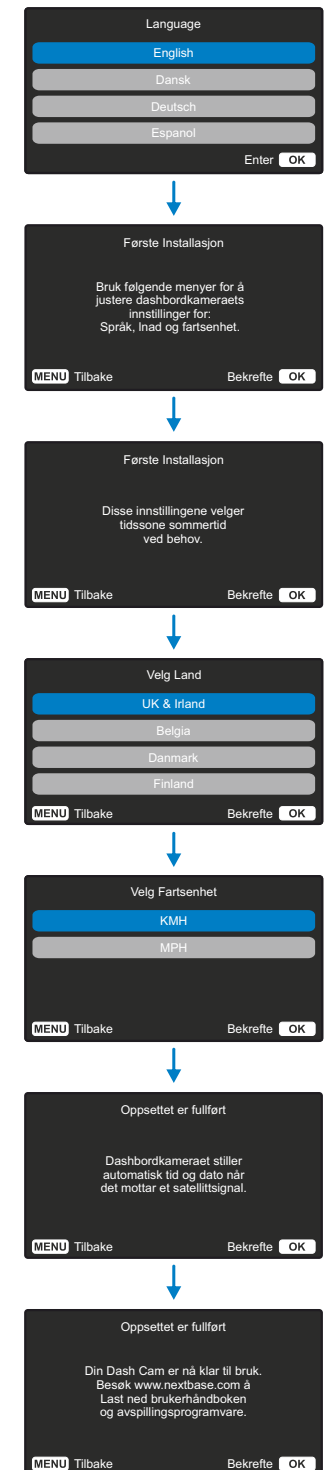 Language
English
Dansk
Deutsch
Espanol
Enter OK
Første Installasjon
Bruk følgende menyer for å
justere dashbordkameraets
innstillinger for:
Språk, lnad og fartsenhet.
MENU Tilbake Bekrefte OK
Første Installasjon
Disse innstillingene velger
tidssone sommertid
ved behov.
MENU Tilbake Bekrefte OK
Velg Land
UK & Irland
Belgia
Danmark
Finland
MENU Tilbake Bekrefte OK
Velg Fartsenhet
KMH
MPH
MENU Tilbake Bekrefte OK
Oppsettet er fullført
Dashbordkameraet stiller
automatisk tid og dato når
det mottar et satellittsignal.
MENU Tilbake Bekrefte OK
Oppsettet er fullført
Din Dash Cam er nå klar til bruk.
Besøk www.nextbase.com å
Last ned brukerhåndboken
og avspillingsprogramvare.
MENU Tilbake Bekrefte OK